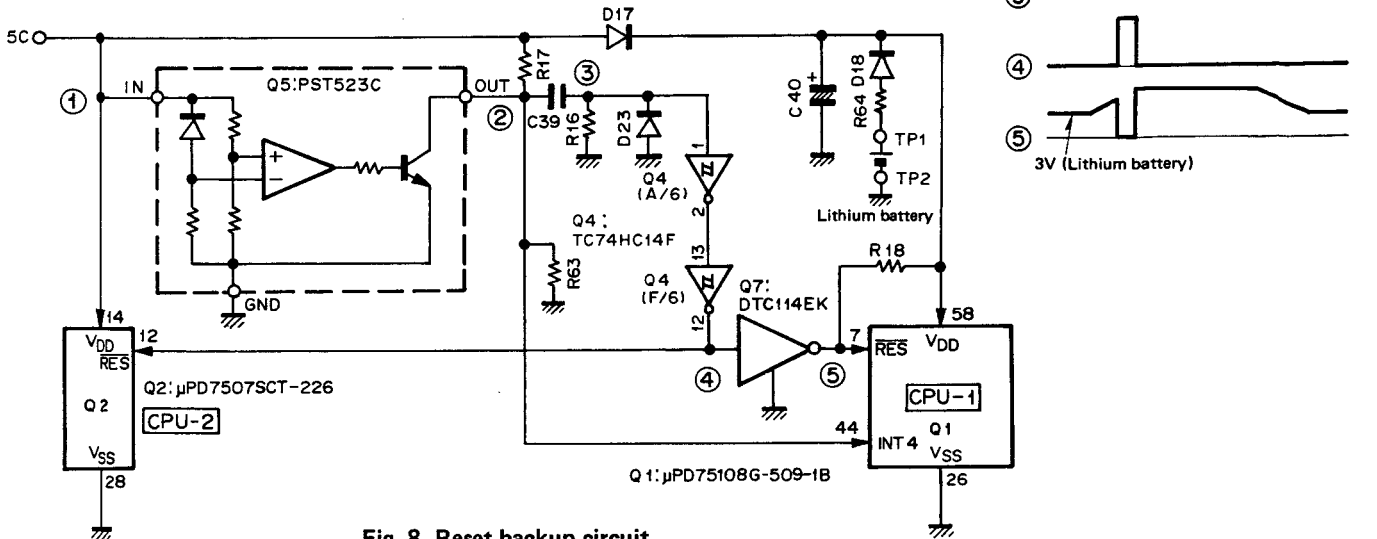 5C
D17
R17
IN
Q5:PST523C
OUT
①
②
③
C39
R16
D23
1
Q4
(A/6)
2
C40
+
R64
D18
TP1
TP2
Lithium battery
+
−
GND
Q4:
TC74HC14F
R63
13
Q4
(F/6)
12
Q7:
DTC114EK
R18
14
VDD
RES
12
Q2
VSS
28
Q2:μPD7507SCT-226
CPU-2
④
⑤
7
RES
58
VDD
CPU-1
Q1
VSS
44
INT4
26
Q1:μPD75108G-509-1B
③
④
⑤
3V (Lithium battery)
Fig. 8 Reset backup circuit